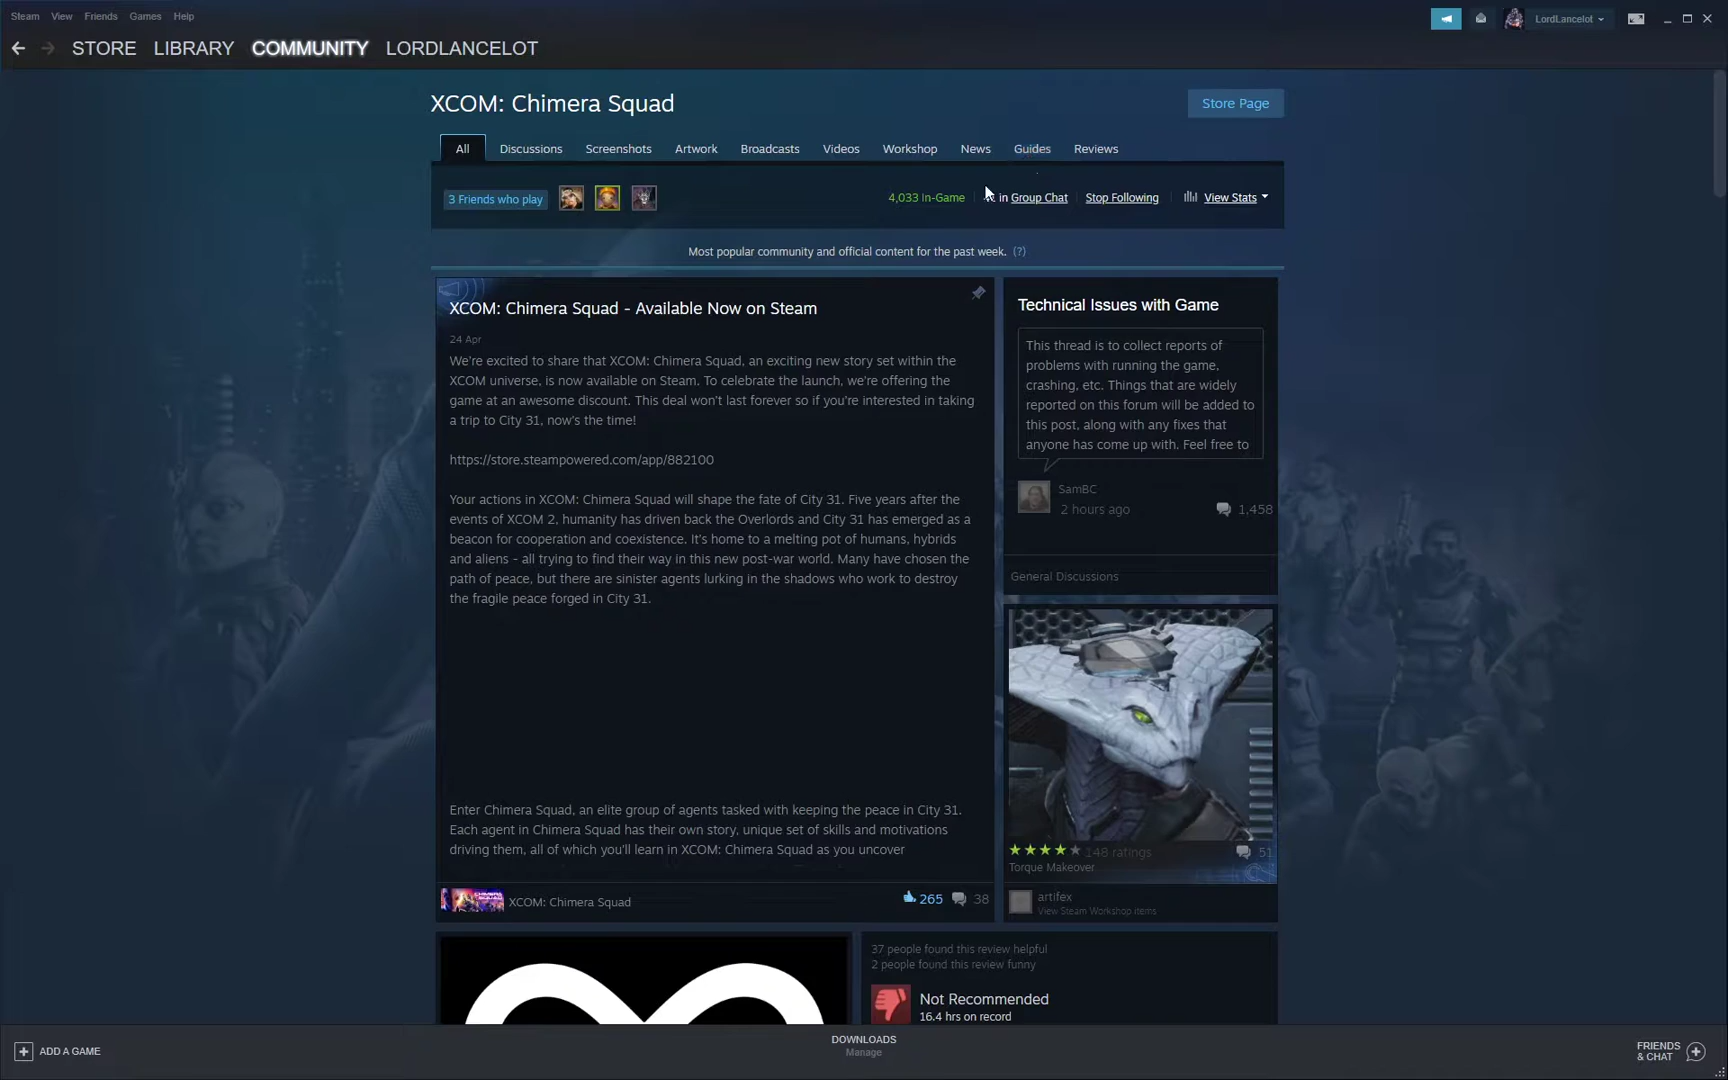 Steam View Friends Games Help
LordLancelot
STORE LIBRARY COMMUNITY LORDLANCELOT
XCOM: Chimera Squad
Store Page
All Discussions Screenshots Artwork Broadcasts Videos Workshop News Guides Reviews
3 Friends who play
4,033 In-Game
in Group Chat
Stop Following
View Stats
Most popular community and official content for the past week. (?)
XCOM: Chimera Squad - Available Now on Steam
24 Apr
We're excited to share that XCOM: Chimera Squad, an exciting new story set within the
XCOM universe, is now available on Steam. To celebrate the launch, we're offering the
game at an awesome discount. This deal won't last forever so if you're interested in taking
a trip to City 31, now's the time!
https://store.steampowered.com/app/882100
Your actions in XCOM: Chimera Squad will shape the fate of City 31. Five years after the
events of XCOM 2, humanity has driven back the Overlords and City 31 has emerged as a
beacon for cooperation and coexistence. It's home to a melting pot of humans, hybrids
and aliens - all trying to find their way in this new post-war world. Many have chosen the
path of peace, but there are sinister agents lurking in the shadows who work to destroy
the fragile peace forged in City 31.
Enter Chimera Squad, an elite group of agents tasked with keeping the peace in City 31.
Each agent in Chimera Squad has their own story, unique set of skills and motivations
driving them, all of which you'll learn in XCOM: Chimera Squad as you uncover
XCOM: Chimera Squad
265
38
Technical Issues with Game
This thread is to collect reports of
problems with running the game,
crashing, etc. Things that are widely
reported on this forum will be added to
this post, along with any fixes that
anyone has come up with. Feel free to
SamBC
2 hours ago
1,458
General Discussions
148 ratings
51
Torque Makeover
artifex
View Steam Workshop items
37 people found this review helpful
2 people found this review funny
Not Recommended
16.4 hrs on record
ADD A GAME
DOWNLOADS
Manage
FRIENDS
& CHAT